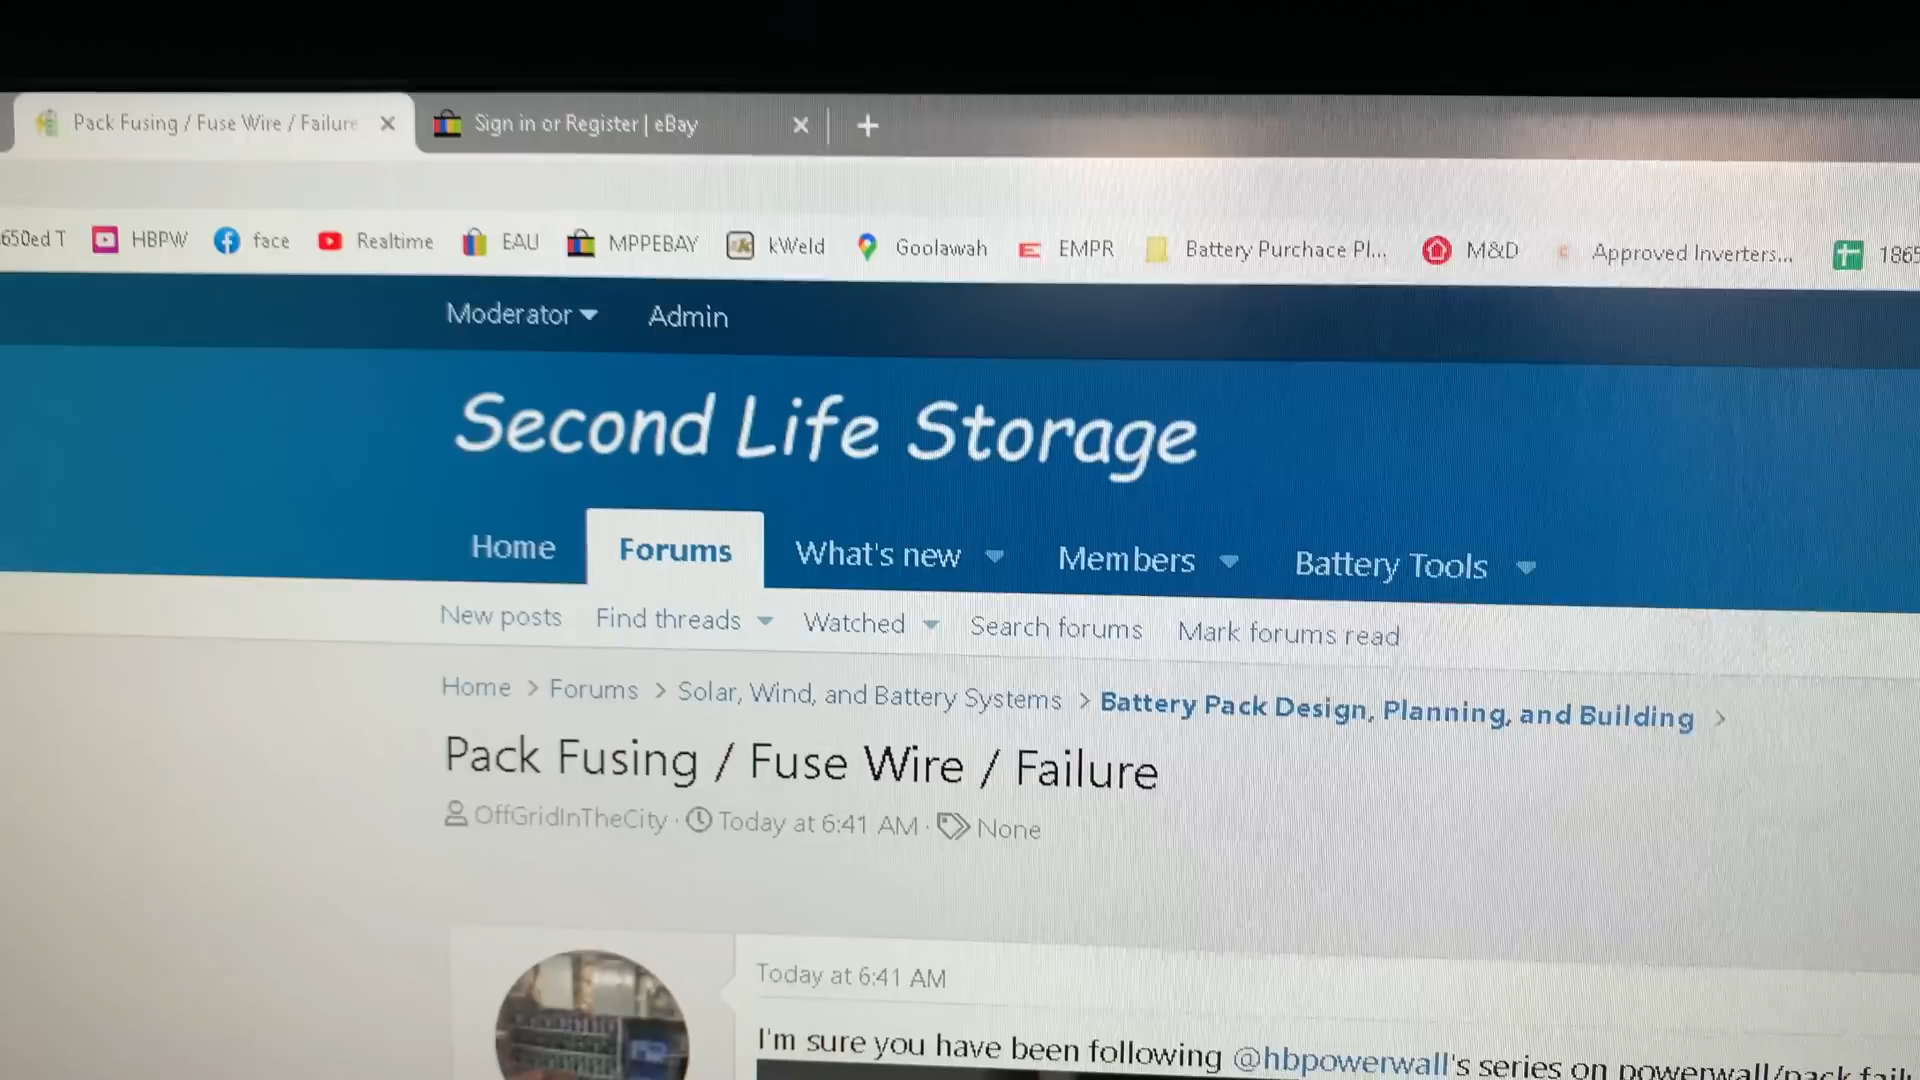 Pack Fusing / Fuse Wire / Failure
Sign in or Register | eBay
650ed T HBPW face Realtime EAU MPPEBAY kWeld Goolawah EMPR Battery Purchace Pl... M&D Approved Inverters... 1865
Moderator Admin
Second Life Storage
Home Forums What's new Members Battery Tools
New posts Find threads Watched Search forums Mark forums read
Home > Forums > Solar, Wind, and Battery Systems > Battery Pack Design, Planning, and Building >
Pack Fusing / Fuse Wire / Failure
OffGridInTheCity · Today at 6:41 AM · None
Today at 6:41 AM
I'm sure you have been following @hbpowerwall's series on powerwall/pack